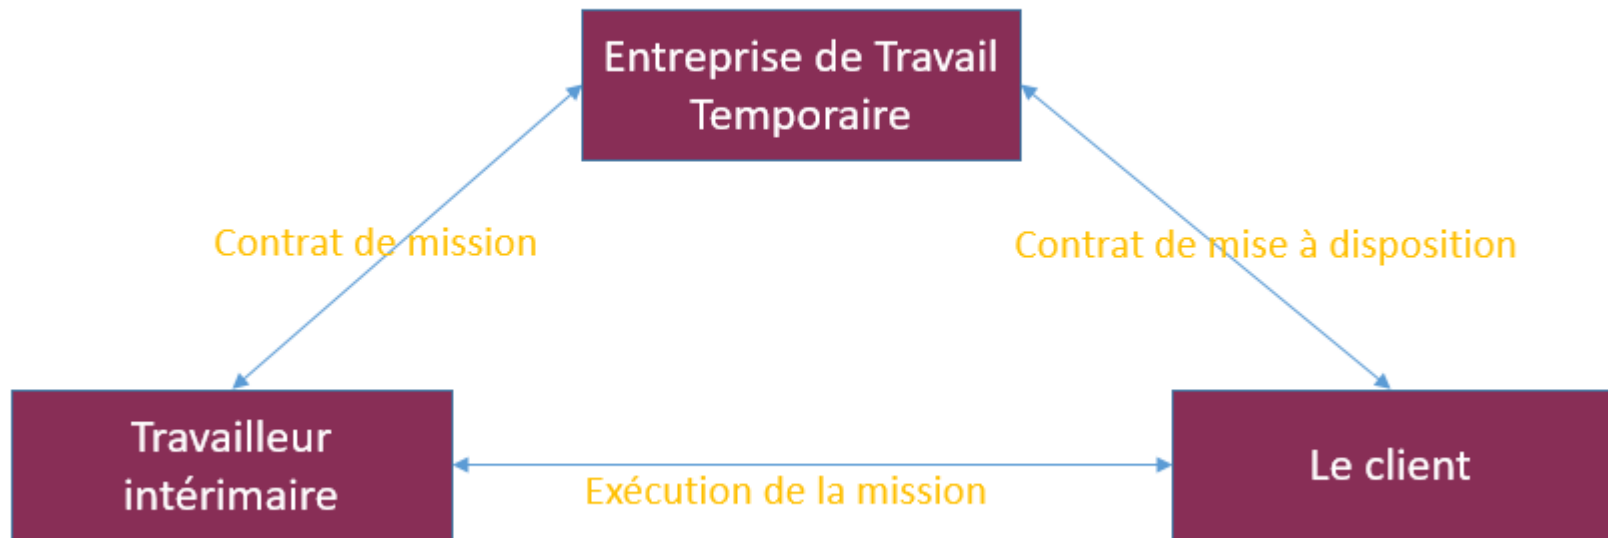 Entreprise de Travail
Temporaire
Contrat de mission
Contrat de mise à disposition
Travailleur
intérimaire
Exécution de la mission
Le client